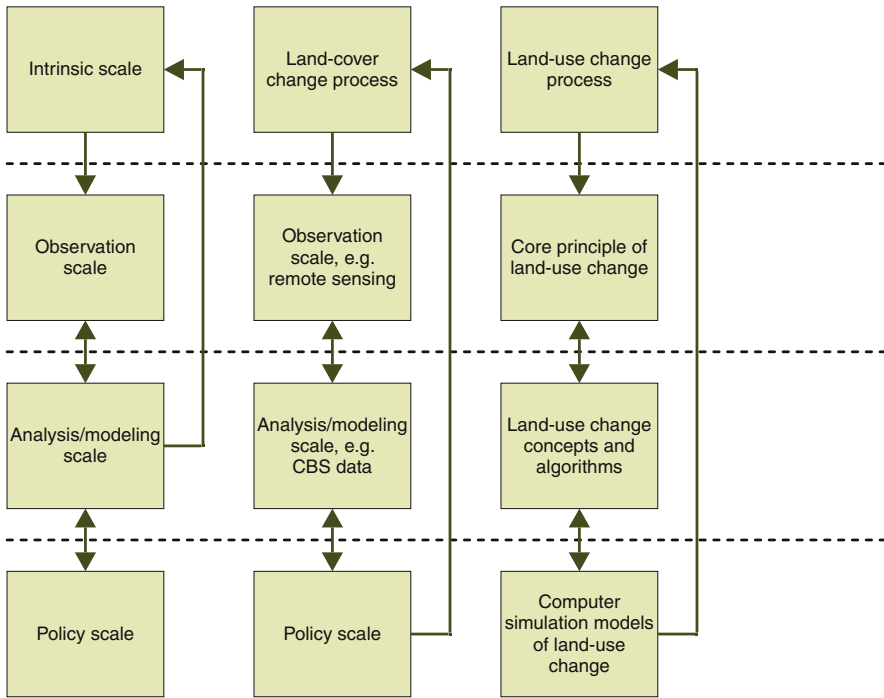 Intrinsic scale
Land-cover
change process
Land-use change
process
Observation
scale
Observation
scale, e.g.
remote sensing
Core principle of
land-use change
Analysis/modeling
scale
Analysis/modeling
scale, e.g.
CBS data
Land-use change
concepts and
algorithms
Policy scale
Policy scale
Computer
simulation models
of land-use
change